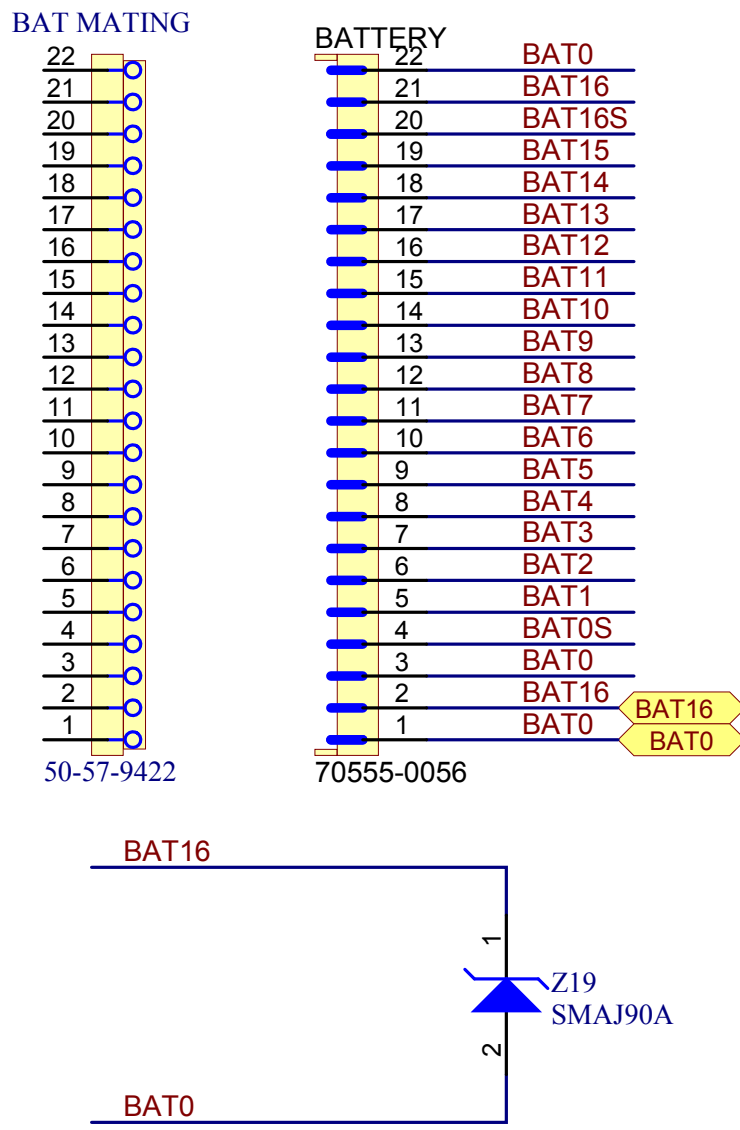 BAT MATING
BATTERY
22 22 BAT0
21 21 BAT16
20 20 BAT16S
19 19 BAT15
18 18 BAT14
17 17 BAT13
16 16 BAT12
15 15 BAT11
14 14 BAT10
13 13 BAT9
12 12 BAT8
11 11 BAT7
10 10 BAT6
9 9 BAT5
8 8 BAT4
7 7 BAT3
6 6 BAT2
5 5 BAT1
4 4 BAT0S
3 3 BAT0
2 2 BAT16 BAT16
1 1 BAT0 BAT0
50-57-9422 70555-0056
BAT16
1
Z19
SMAJ90A
2
BAT0